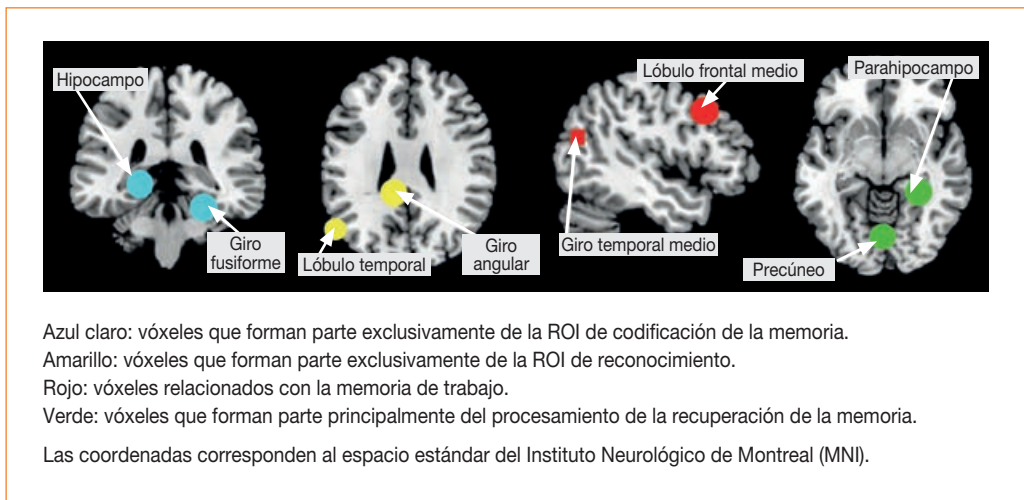 Hipocampo
Giro
fusiforme
Lóbulo temporal
Giro
angular
Lóbulo frontal medio
Giro temporal medio
Parahipocampo
Precúneo
Azul claro: vóxeles que forman parte exclusivamente de la ROI de codificación de la memoria.
Amarillo: vóxeles que forman parte exclusivamente de la ROI de reconocimiento.
Rojo: vóxeles relacionados con la memoria de trabajo.
Verde: vóxeles que forman parte principalmente del procesamiento de la recuperación de la memoria.
Las coordenadas corresponden al espacio estándar del Instituto Neurológico de Montreal (MNI).